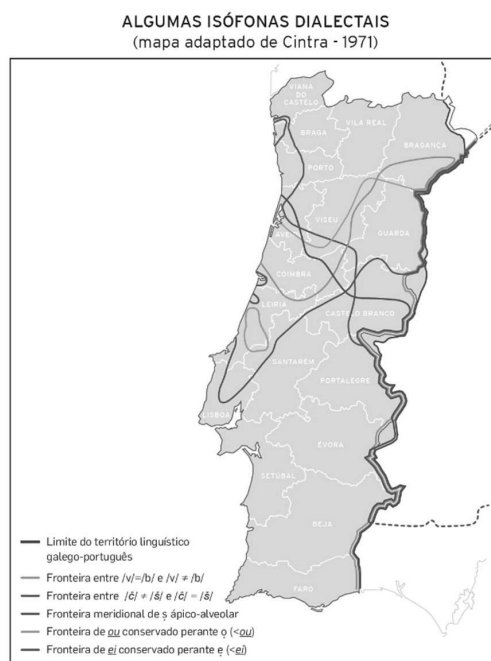 ALGUMAS ISÓFONAS DIALECTAIS
(mapa adaptado de Cintra - 1971)
VIANA
DO
CASTELO
BRAGA
VILA REAL
BRAGANÇA
PORTO
VISEU
AVE
GUARDA
COIMBRA
LEIRIA
CASTELO BRANCO
SANTARÉM
PORTALEGRE
LISBOA
ÉVORA
SETÚBAL
BEJA
FARO
Limite do território linguístico
galego-português
Fronteira entre /v/=/b/ e /v/ ≠ /b/
Fronteira entre /č/ ≠ /š/ e /č/ = /š/
Fronteira meridional de ș ápico-alveolar
Fronteira de ou conservado perante ọ (<ou)
Fronteira de ei conservado perante ẹ (<ei)